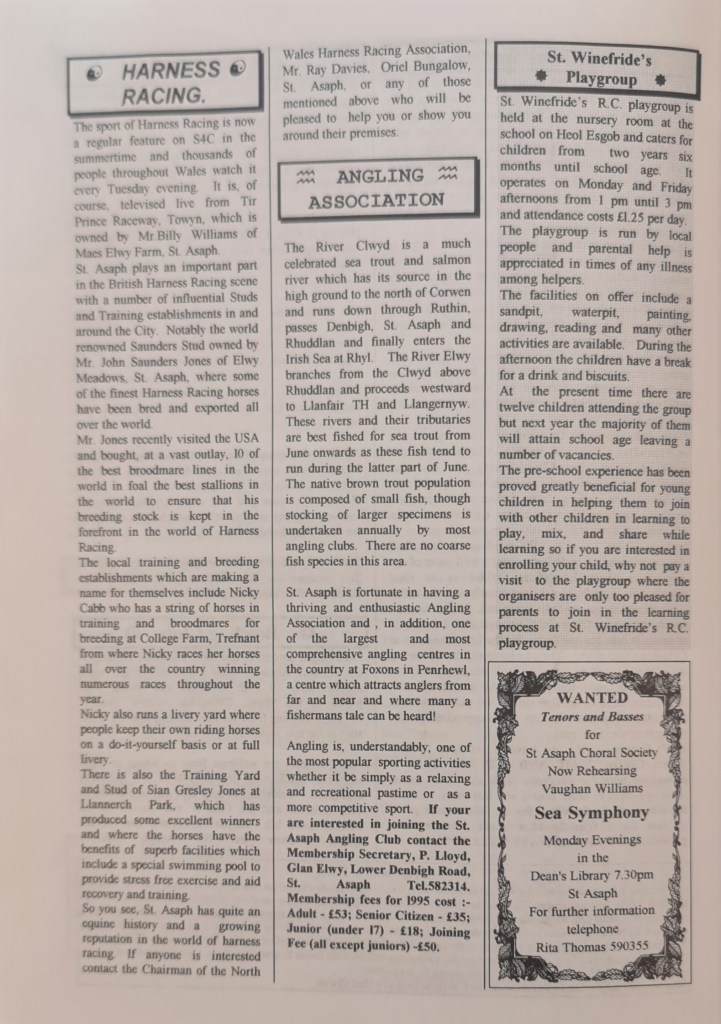 HARNESS
RACING.
The sport of Harness Racing is now
a regular feature on S4C in the
summertime and thousands of
people throughout Wales watch it
every Tuesday evening. It is, of
course, televised live from Tir
Prince Raceway, Towyn, which is
owned by Mr.Billy Williams of
Maes Elwy Farm, St. Asaph.
St. Asaph plays an important part
in the British Harness Racing scene
with a number of influential Studs
and Training establishments in and
around the City. Notably the world
renowned Saunders Stud owned by
Mr. John Saunders Jones of Elwy
Meadows, St. Asaph, where some
of the finest Harness Racing horses
have been bred and exported all
over the world.
Mr. Jones recently visited the USA
and bought, at a vast outlay, 10 of
the best broodmare lines in the
world in foal the best stallions in
the world to ensure that his
breeding stock is kept in the
forefront in the world of Harness
Racing.
The local training and breeding
establishments which are making a
name for themselves include Nicky
Cabb who has a string of horses in
training and broodmares for
breeding at College Farm, Trefnant
from where Nicky races her horses
all over the country winning
numerous races throughout the
year.
Nicky also runs a livery yard where
people keep their own riding horses
on a do-it-yourself basis or at full
livery.
There is also the Training Yard
and Stud of Sian Gresley Jones at
Llannerch Park, which has
produced some excellent winners
and where the horses have the
benefits of superb facilities which
include a special swimming pool to
provide stress free exercise and aid
recovery and training.
So you see, St. Asaph has quite an
equine history and a growing
reputation in the world of harness
racing. If anyone is interested
contact the Chairman of the North
Wales Harness Racing Association,
Mr. Ray Davies, Oriel Bungalow,
St. Asaph, or any of those
mentioned above who will be
pleased to help you or show you
around their premises.
ANGLING
ASSOCIATION
The River Clwyd is a much
celebrated sea trout and salmon
river which has its source in the
high ground to the north of Corwen
and runs down through Ruthin,
passes Denbigh, St. Asaph and
Rhuddlan and finally enters the
Irish Sea at Rhyl. The River Elwy
branches from the Clwyd above
Rhuddlan and proceeds westward
to Llanfair TH and Llangernyw.
These rivers and their tributaries
are best fished for sea trout from
June onwards as these fish tend to
run during the latter part of June.
The native brown trout population
is composed of small fish, though
stocking of larger specimens is
undertaken annually by most
angling clubs. There are no coarse
fish species in this area.
St. Asaph is fortunate in having a
thriving and enthusiastic Angling
Association and , in addition, one
of the largest and most
comprehensive angling centres in
the country at Foxons in Penrhewl,
a centre which attracts anglers from
far and near and where many a
fishermans tale can be heard!
Angling is, understandably, one of
the most popular sporting activities
whether it be simply as a relaxing
and recreational pastime or as a
more competitive sport. If your
are interested in joining the St.
Asaph Angling Club contact the
Membership Secretary, P. Lloyd,
Glan Elwy, Lower Denbigh Road,
St. Asaph Tel.582314.
Membership fees for 1995 cost :-
Adult - £53; Senior Citizen - £35;
Junior (under 17) - £18; Joining
Fee (all except juniors) -£50.
St. Winefride's
Playgroup
St. Winefride's R.C. playgroup is
held at the nursery room at the
school on Heol Esgob and caters for
children from two years six
months until school age. It
operates on Monday and Friday
afternoons from 1 pm until 3 pm
and attendance costs £1.25 per day.
The playgroup is run by local
people and parental help is
appreciated in times of any illness
among helpers.
The facilities on offer include a
sandpit, waterpit, painting,
drawing, reading and many other
activities are available. During the
afternoon the children have a break
for a drink and biscuits.
At the present time there are
twelve children attending the group
but next year the majority of them
will attain school age leaving a
number of vacancies.
The pre-school experience has been
proved greatly beneficial for young
children in helping them to join
with other children in learning to
play, mix, and share while
learning so if you are interested in
enrolling your child, why not pay a
visit to the playgroup where the
organisers are only too pleased for
parents to join in the learning
process at St. Winefride's R.C.
playgroup.
WANTED
Tenors and Basses
for
St Asaph Choral Society
Now Rehearsing
Vaughan Williams
Sea Symphony
Monday Evenings
in the
Dean's Library 7.30pm
St Asaph
For further information
telephone
Rita Thomas 590355